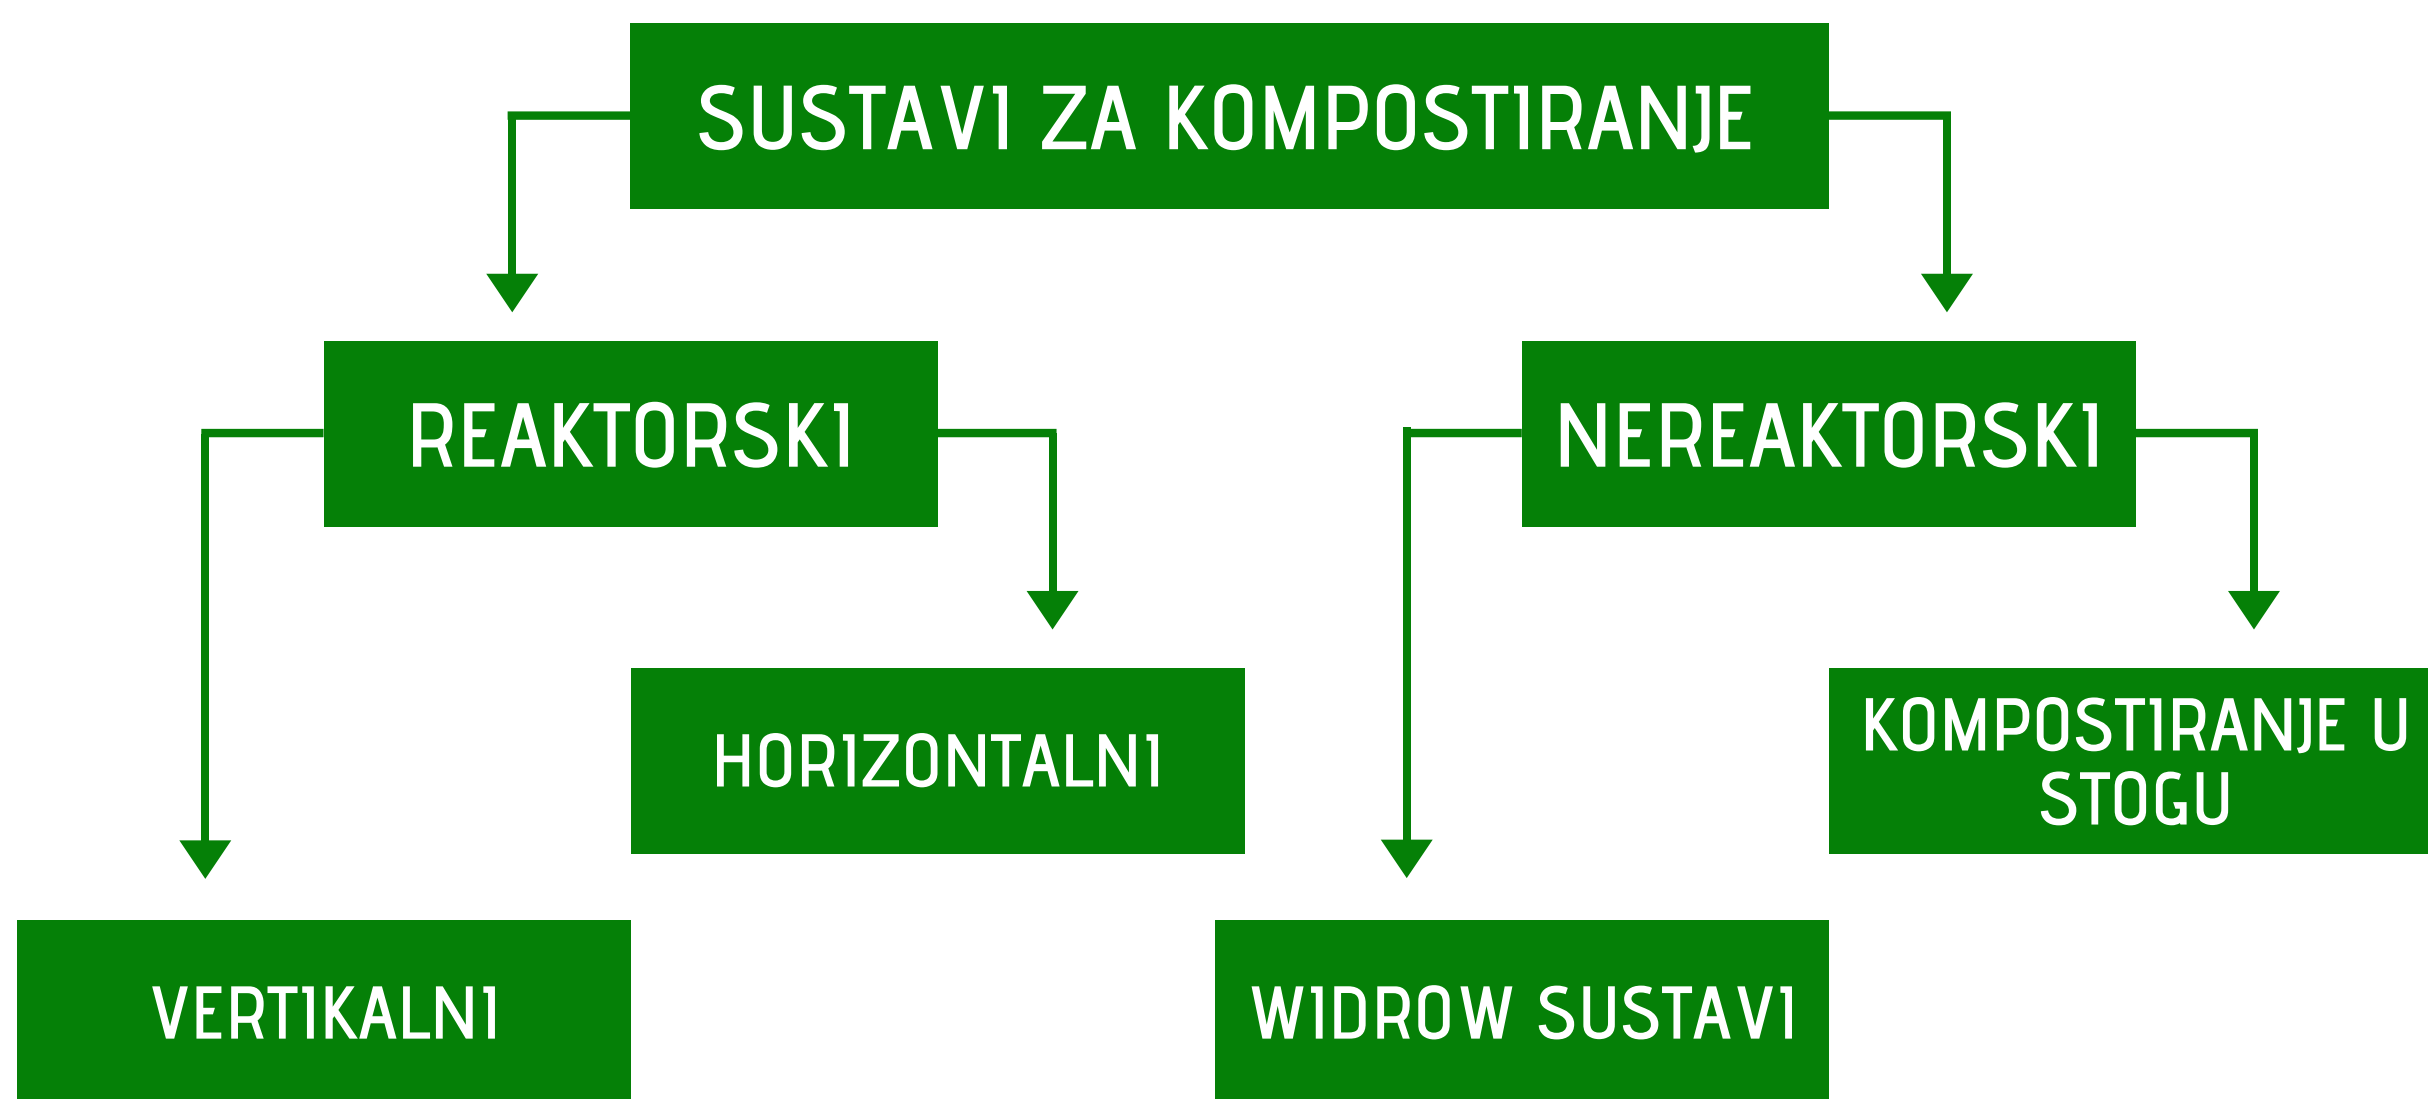 SUSTAVI ZA KOMPOSTIRANJE
REAKTORSKI
NEREAKTORSKI
HORIZONTALNI
KOMPOSTIRANJE U
STOGU
VERTIKALNI
WIDROW SUSTAVI